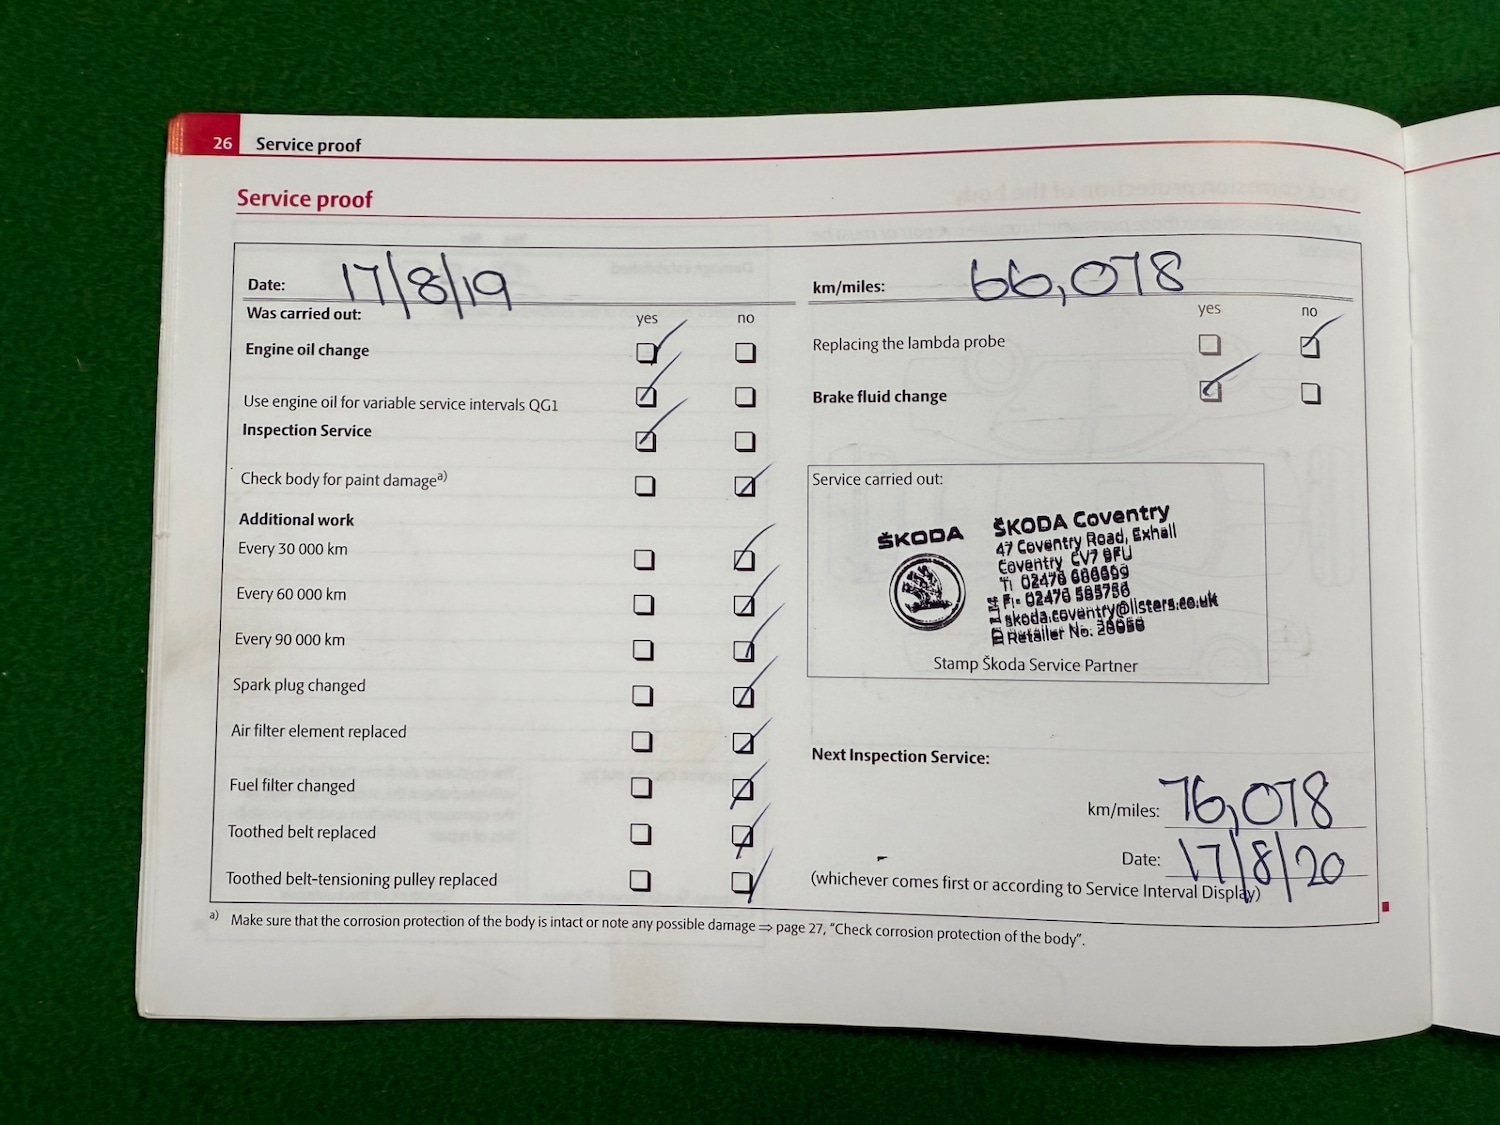 26 Service proof
Service proof
Date: 17/8/19
km/miles: 66,078
Was carried out:
yes no
Engine oil change
Use engine oil for variable service intervals QG1
Inspection Service
Check body for paint damage a)
Additional work
Every 30 000 km
Every 60 000 km
Every 90 000 km
Spark plug changed
Air filter element replaced
Fuel filter changed
Toothed belt replaced
Toothed belt-tensioning pulley replaced
yes no
Replacing the lambda probe
Brake fluid change
Service carried out:
ŠKODA
ŠKODA Coventry
47 Coventry Road, Exhall
Coventry CV7 9FU
skoda.coventry@listers.co.uk
Retailer No.
Stamp Škoda Service Partner
Next Inspection Service:
km/miles: 76,078
Date: 17/8/20
(whichever comes first or according to Service Interval Display)
a) Make sure that the corrosion protection of the body is intact or note any possible damage ⇒ page 27, “Check corrosion protection of the body”.